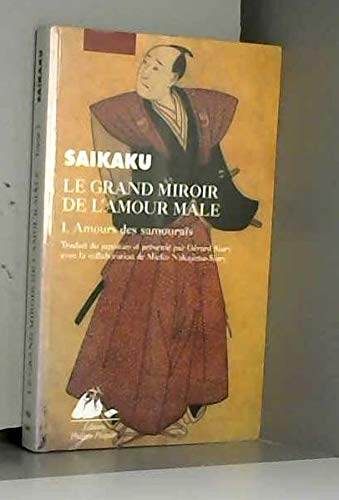 SAIKAKU
LE GRAND MIROIR
DE L'AMOUR MÂLE
I. Amours des samouraïs
Traduit du japonais et présenté par Gérard Siary
avec la collaboration de Mieko Nakajima-Siary
Editions
Philippe Picquier
LE GRAND MIROIR DE L'AMOUR MÂLE
SAIKAKU